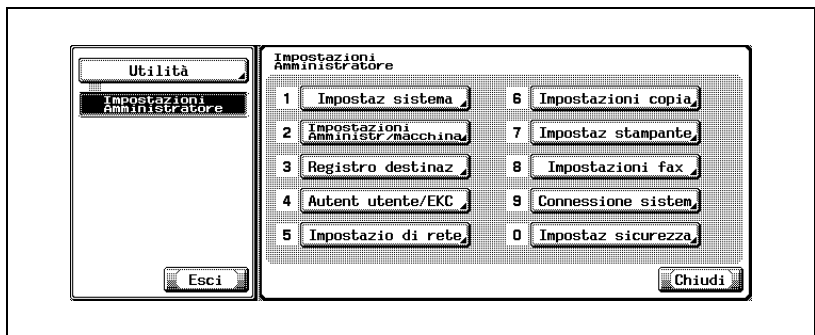 Utilità
Impostazioni
Amministratore
Esci
Impostazioni
Amministratore
1 Impostaz sistema
2 Impostazioni
Amministr/macchina
3 Registro destinaz
4 Autent utente/EKC
5 Impostazio di rete
6 Impostazioni copia
7 Impostaz stampante
8 Impostazioni fax
9 Connessione sistem
0 Impostaz sicurezza
Chiudi